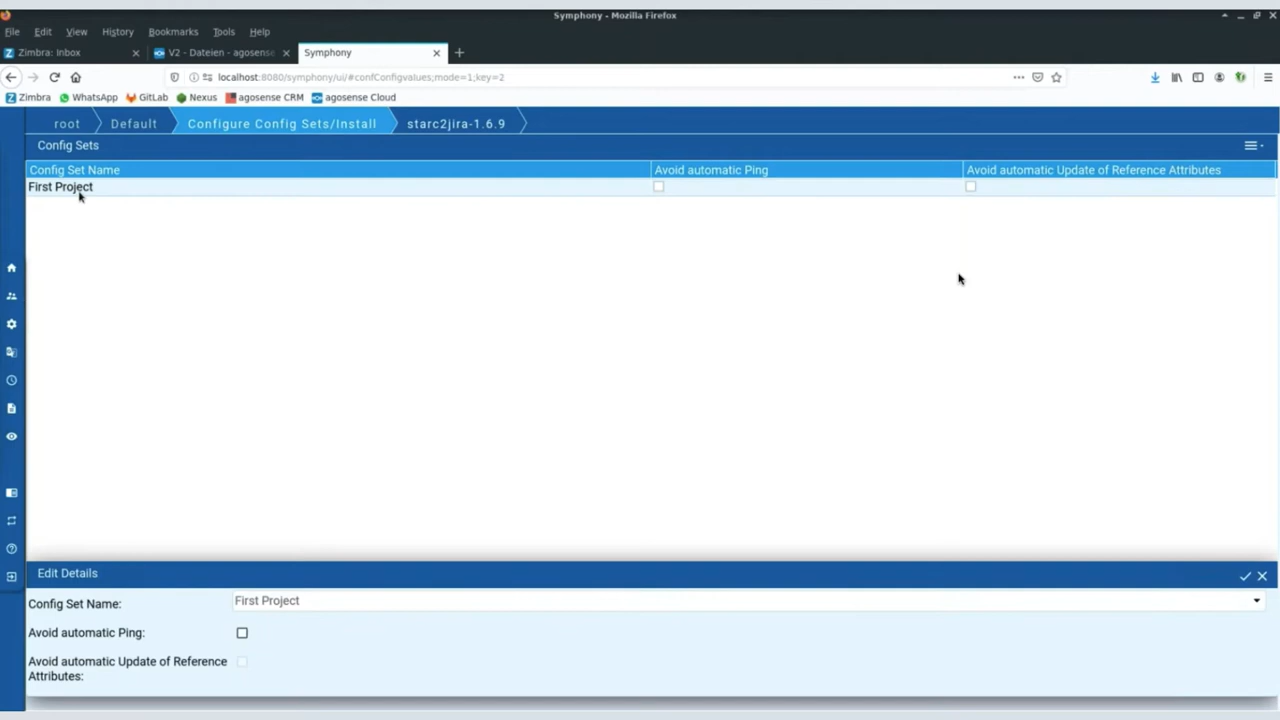 Symphony - Mozilla Firefox
File Edit View History Bookmarks Tools Help
Zimbra: Inbox V2 - Dateien - agosense Symphony
localhost:8080/symphony/ui/#confConfigvalues;mode=1;key=2
Zimbra WhatsApp GitLab Nexus agosense CRM agosense Cloud
root Default Configure Config Sets/Install starc2jira-1.6.9
Config Sets
Config Set Name Avoid automatic Ping Avoid automatic Update of Reference Attributes
First Project
Edit Details
Config Set Name: First Project
Avoid automatic Ping:
Avoid automatic Update of Reference
Attributes: